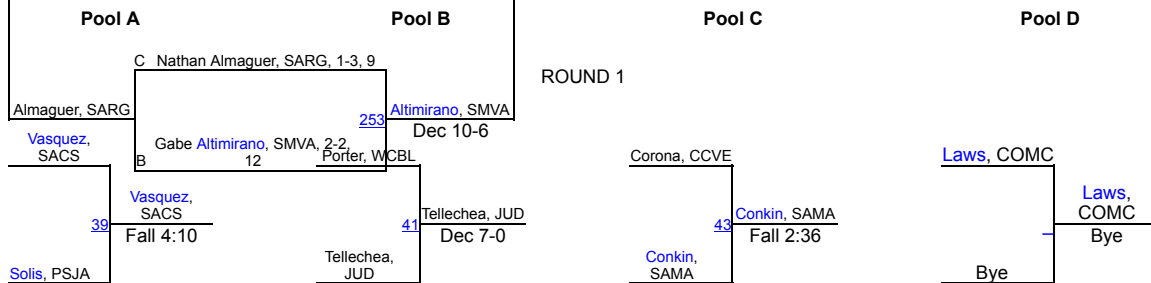 Pool A
Pool B
Pool C
Pool D
C Nathan Almaguer, SARG, 1-3, 9
ROUND 1
Almaguer, SARG
253
Altimirano, SMVA
Dec 10-6
Gabe Altimirano, SMVA, 2-2,
12
B
Vasquez,
SACS
39
Vasquez,
SACS
Fall 4:10
Solis, PSJA
Porter, WCBL
41
Tellechea, JUD
Dec 7-0
Tellechea,
JUD
Corona, CCVE
43
Conkin, SAMA
Fall 2:36
Conkin,
SAMA
Laws, COMC
Laws,
COMC
Bye
Bye